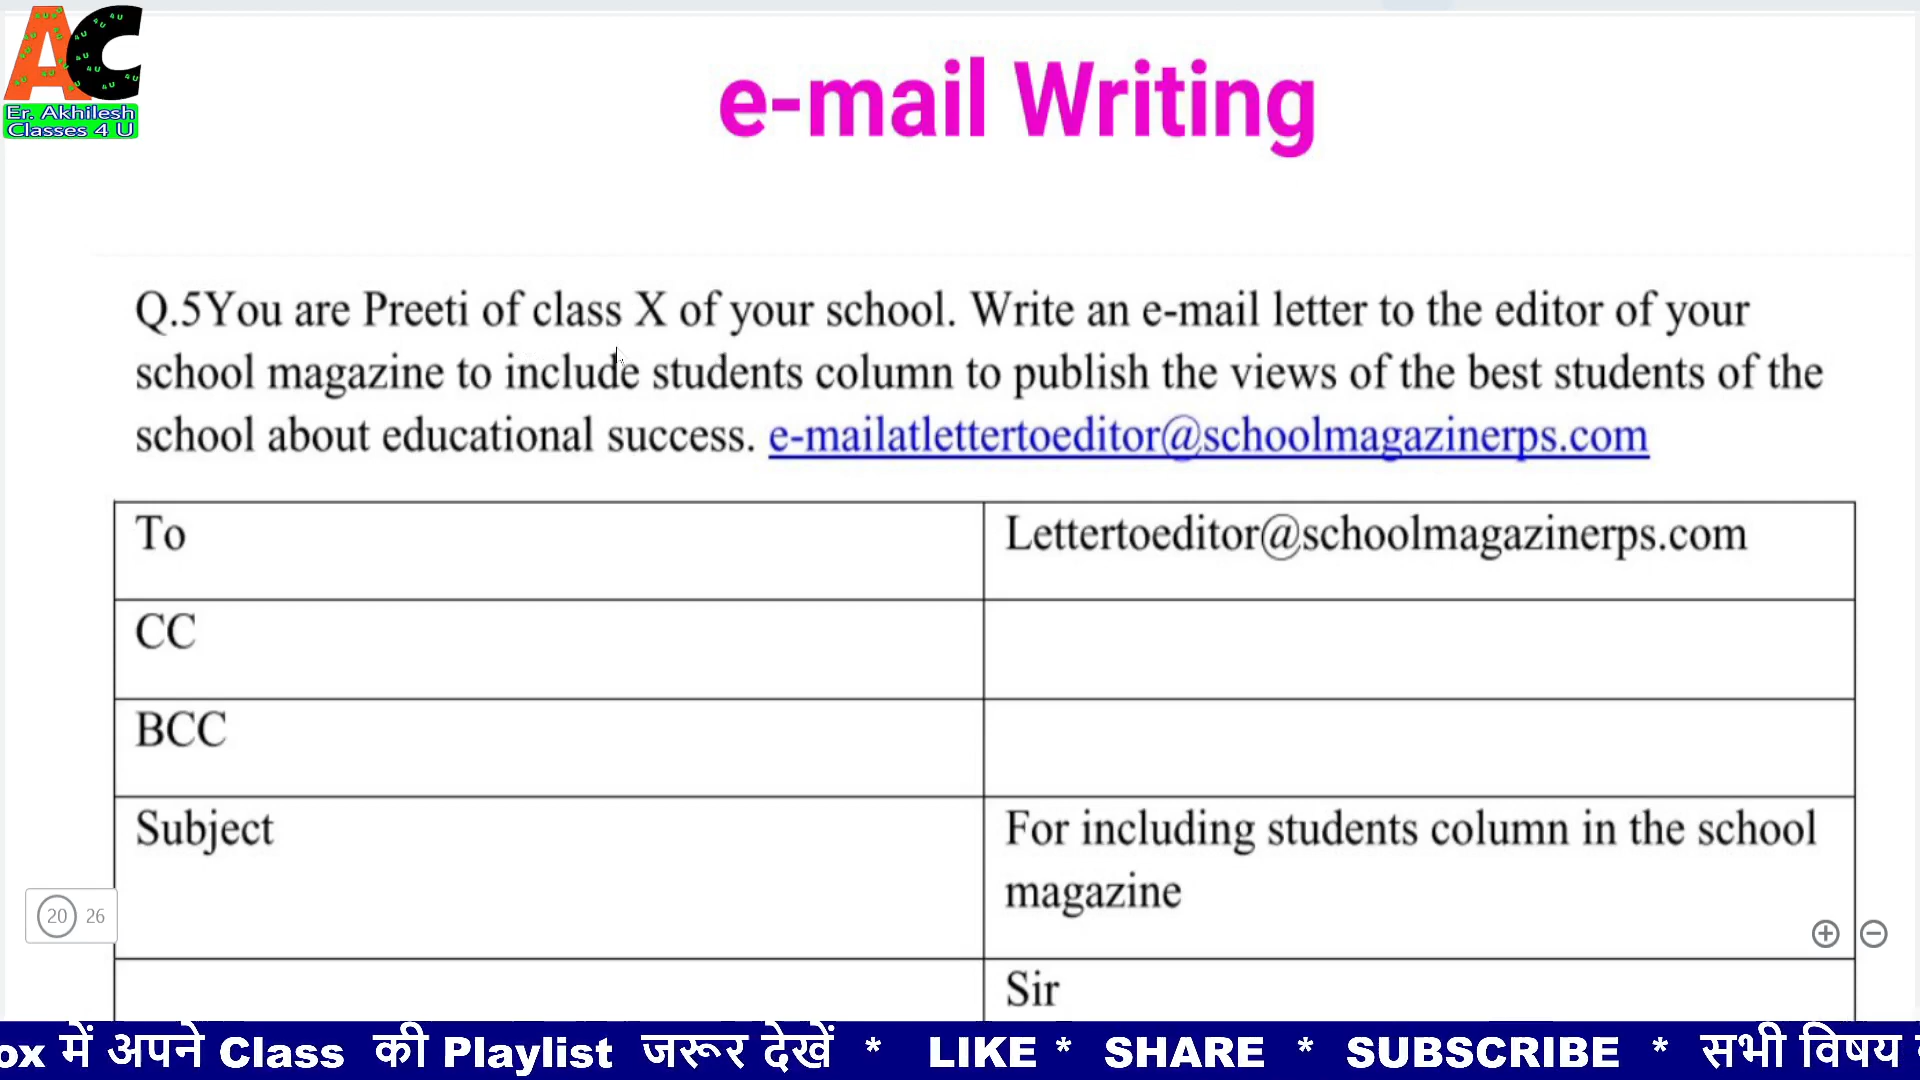 AC
Er. Akhilesh
Classes 4 U
e-mail Writing
Q.5You are Preeti of class X of your school. Write an e-mail letter to the editor of your
school magazine to include students column to publish the views of the best students of the
school about educational success. e-mailatlettertoeditor@schoolmagazinerps.com
To
Lettertoeditor@schoolmagazinerps.com
CC
BCC
Subject
For including students column in the school
magazine
20 26
Sir
ox में अपने Class की Playlist जरूर देखें * LIKE * SHARE * SUBSCRIBE * सभी विषय